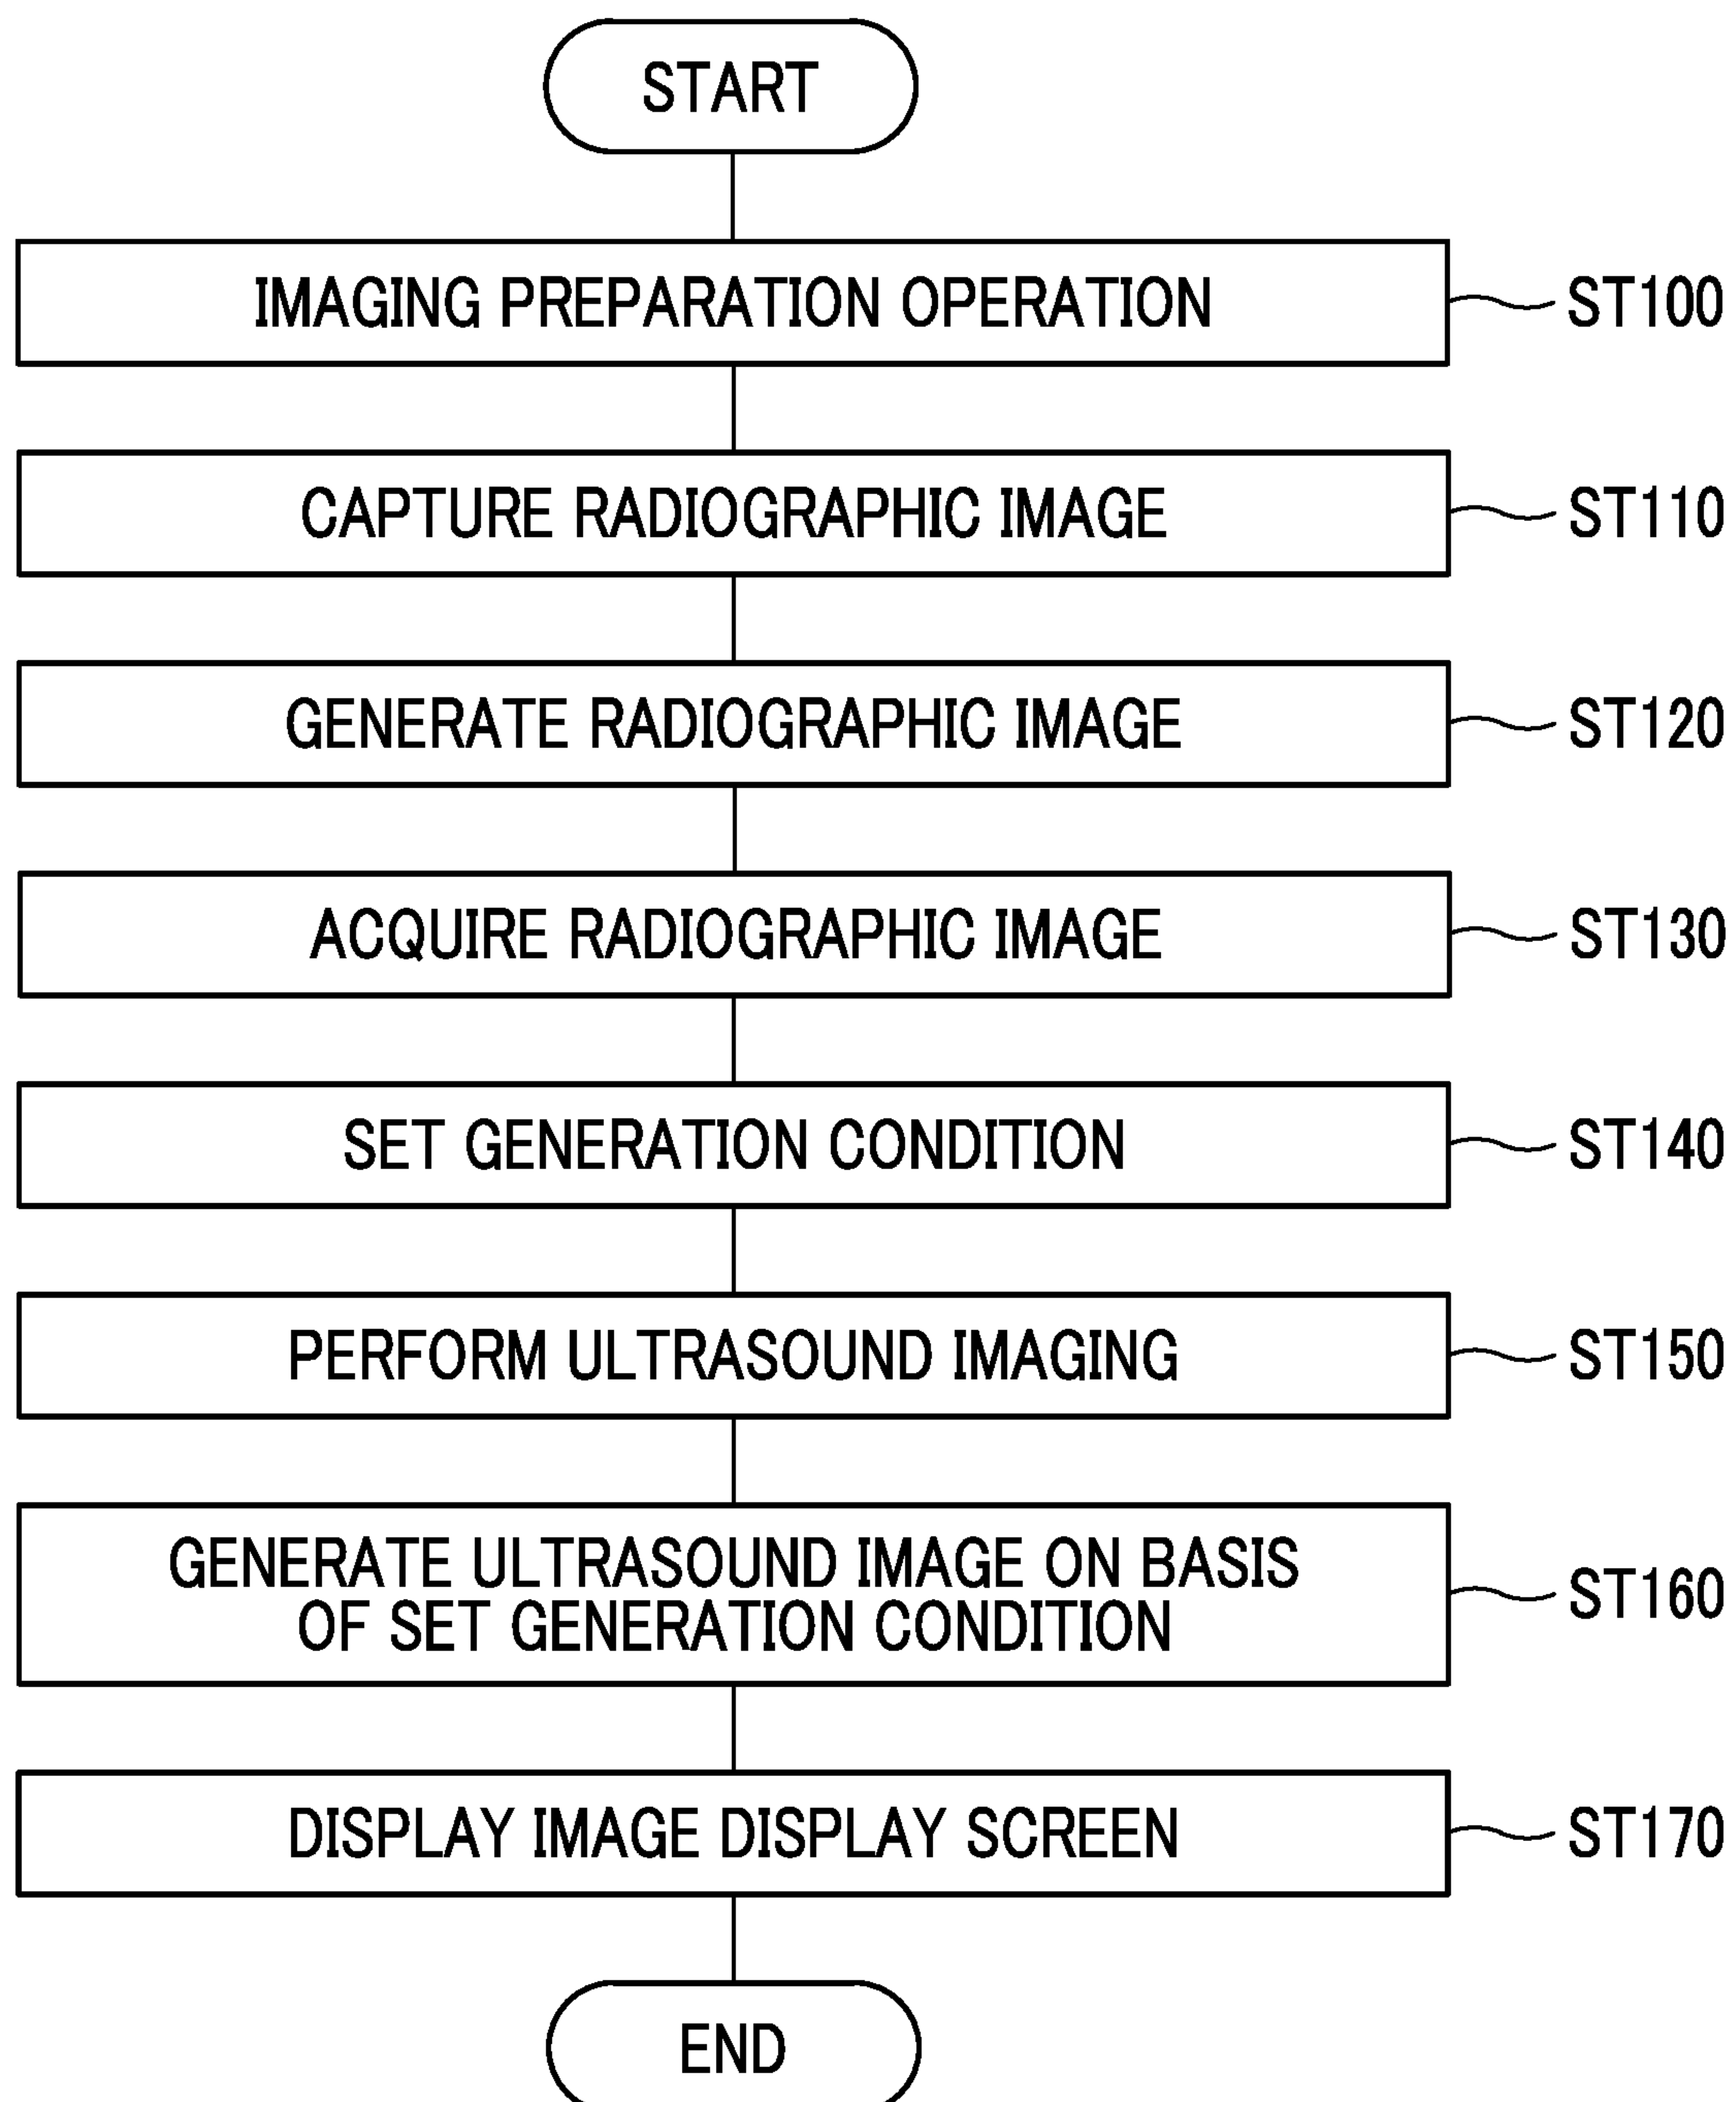 START
IMAGING PREPARATION OPERATION ST100
CAPTURE RADIOGRAPHIC IMAGE ST110
GENERATE RADIOGRAPHIC IMAGE ST120
ACQUIRE RADIOGRAPHIC IMAGE ST130
SET GENERATION CONDITION ST140
PERFORM ULTRASOUND IMAGING ST150
GENERATE ULTRASOUND IMAGE ON BASIS
OF SET GENERATION CONDITION
ST160
DISPLAY IMAGE DISPLAY SCREEN ST170
END